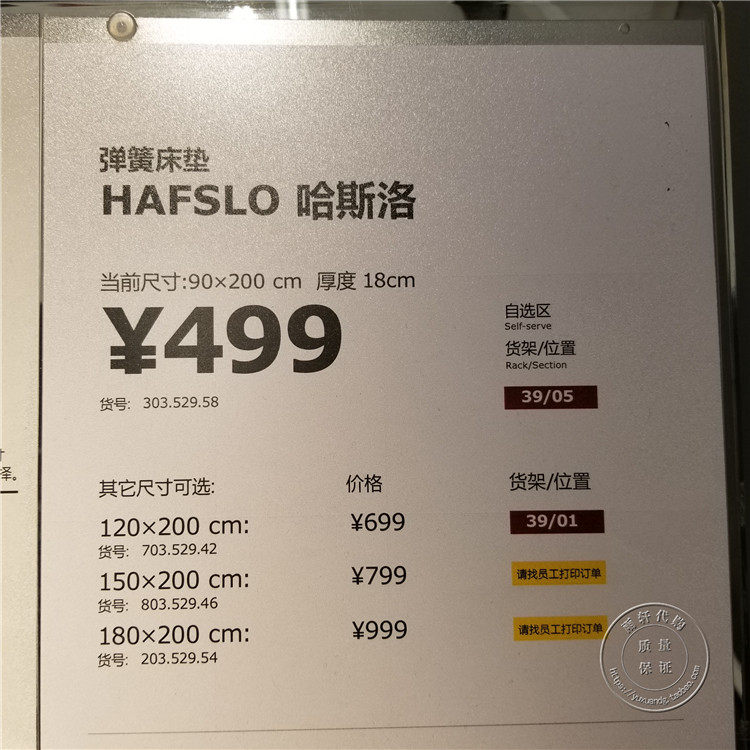 弹簧床垫
HAFSLO 哈斯洛
当前尺寸:90×200 cm 厚度 18cm
¥499
货号: 303.529.58
自选区
Self-serve
货架/位置
Rack/Section
39/05
择。
其它尺寸可选: 价格 货架/位置
120×200 cm: ¥699 39/01
货号: 703.529.42
150×200 cm: ¥799 请找员工打印订单
货号: 803.529.46
180×200 cm: ¥999 请找员工打印订单
货号: 203.529.54
轩代购
质量
保证